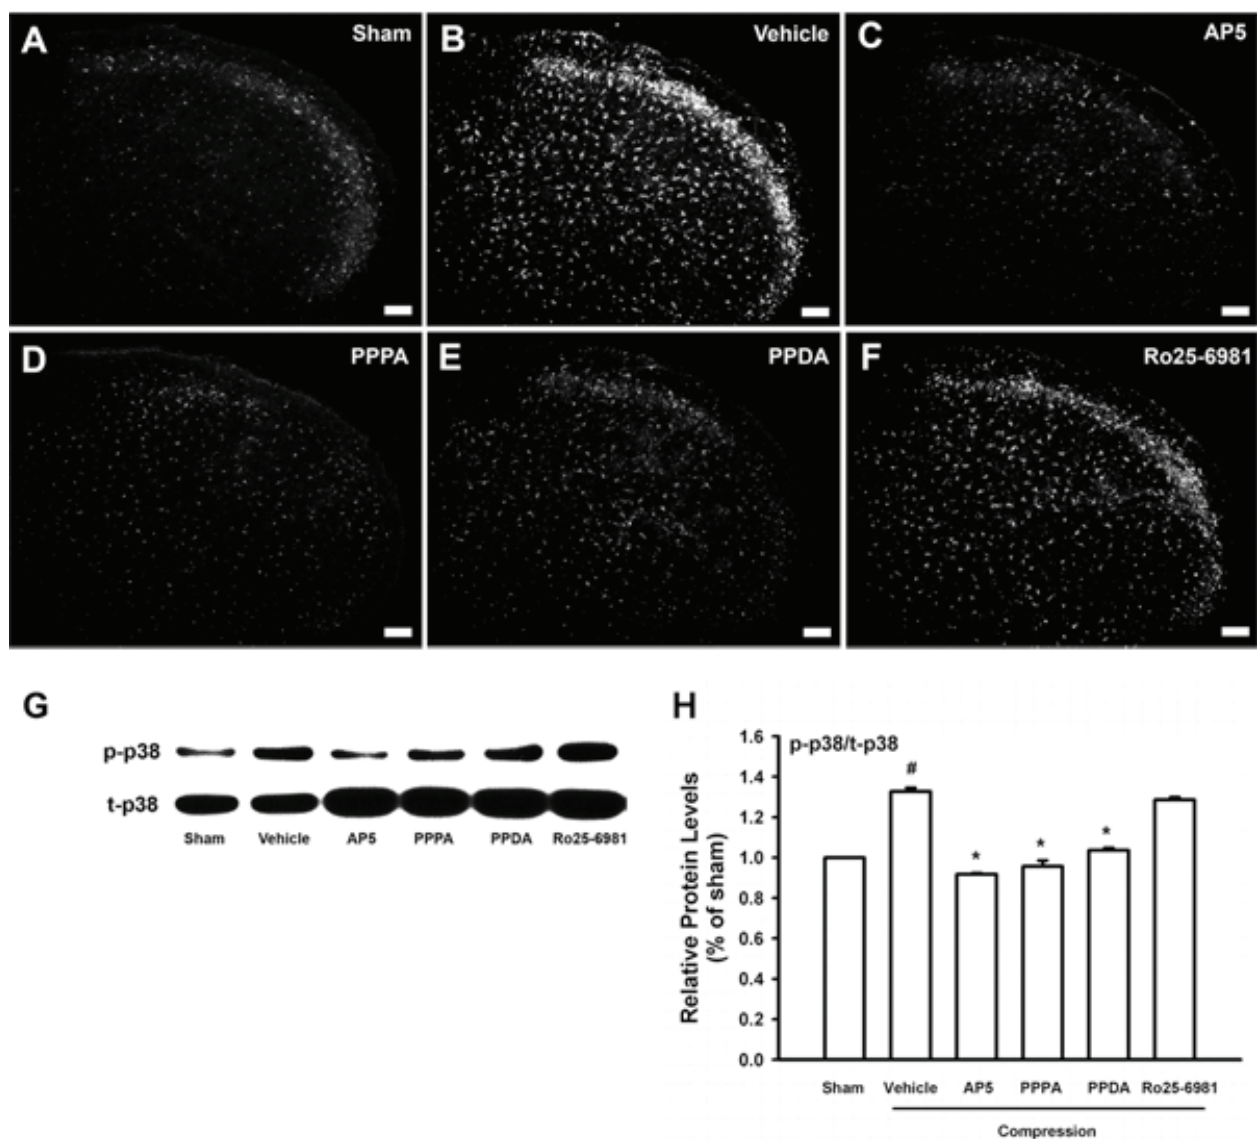 A Sham
B Vehicle
C AP5
D PPPA
E PPDA
F Ro25-6981
G
p-p38
t-p38
Sham Vehicle AP5 PPPA PPDA Ro25-6981
H
p-p38/t-p38
Relative Protein Levels
(% of sham)
1.6
1.4
1.2
1.0
0.8
0.6
0.4
0.2
0.0
#
*
*
*
Sham Vehicle AP5 PPPA PPDA Ro25-6981
Compression